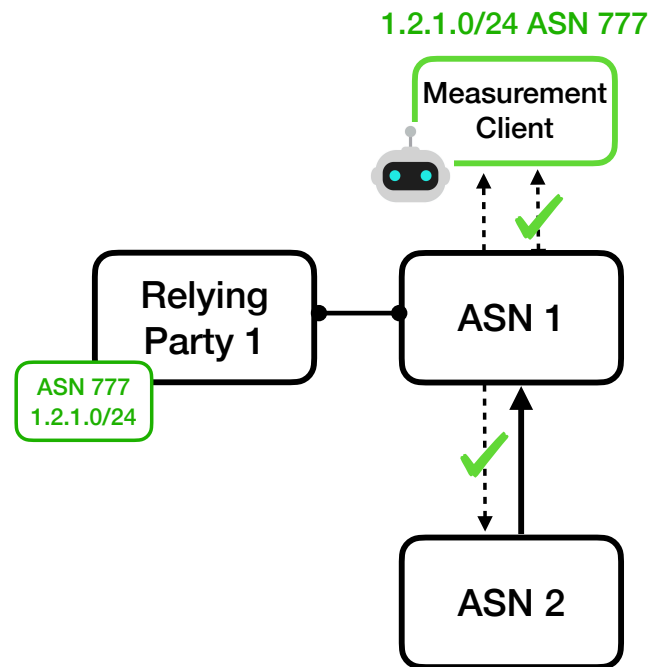 1.2.1.0/24 ASN 777
Measurement
Client
Relying
Party 1
ASN 1
ASN 777
1.2.1.0/24
ASN 2